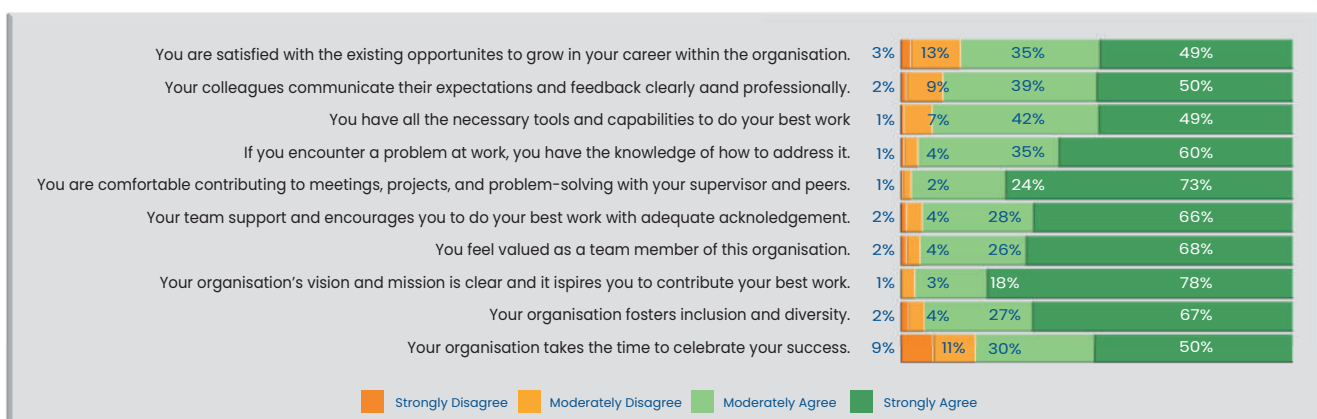 You are satisfied with the existing opportunites to grow in your career within the organisation. 3% 13% 35% 49%
Your colleagues communicate their expectations and feedback clearly aand professionally. 2% 9% 39% 50%
You have all the necessary tools and capabilities to do your best work 1% 7% 42% 49%
If you encounter a problem at work, you have the knowledge of how to address it. 1% 4% 35% 60%
You are comfortable contributing to meetings, projects, and problem-solving with your supervisor and peers. 1% 2% 24% 73%
Your team support and encourages you to do your best work with adequate acknoledgement. 2% 4% 28% 66%
You feel valued as a team member of this organisation. 2% 4% 26% 68%
Your organisation’s vision and mission is clear and it ispires you to contribute your best work. 1% 3% 18% 78%
Your organisation fosters inclusion and diversity. 2% 4% 27% 67%
Your organisation takes the time to celebrate your success. 9% 11% 30% 50%
Strongly Disagree Moderately Disagree Moderately Agree Strongly Agree